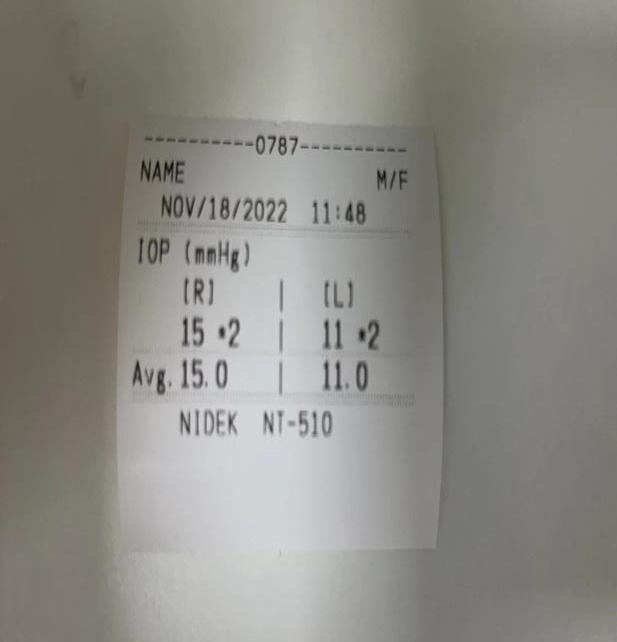 ----------0787----------
NAME M/F
NOV/18/2022 11:48
IOP (mmHg)
[R] | [L]
15 *2 | 11 *2
Avg. 15.0 | 11.0
NIDEK NT-510